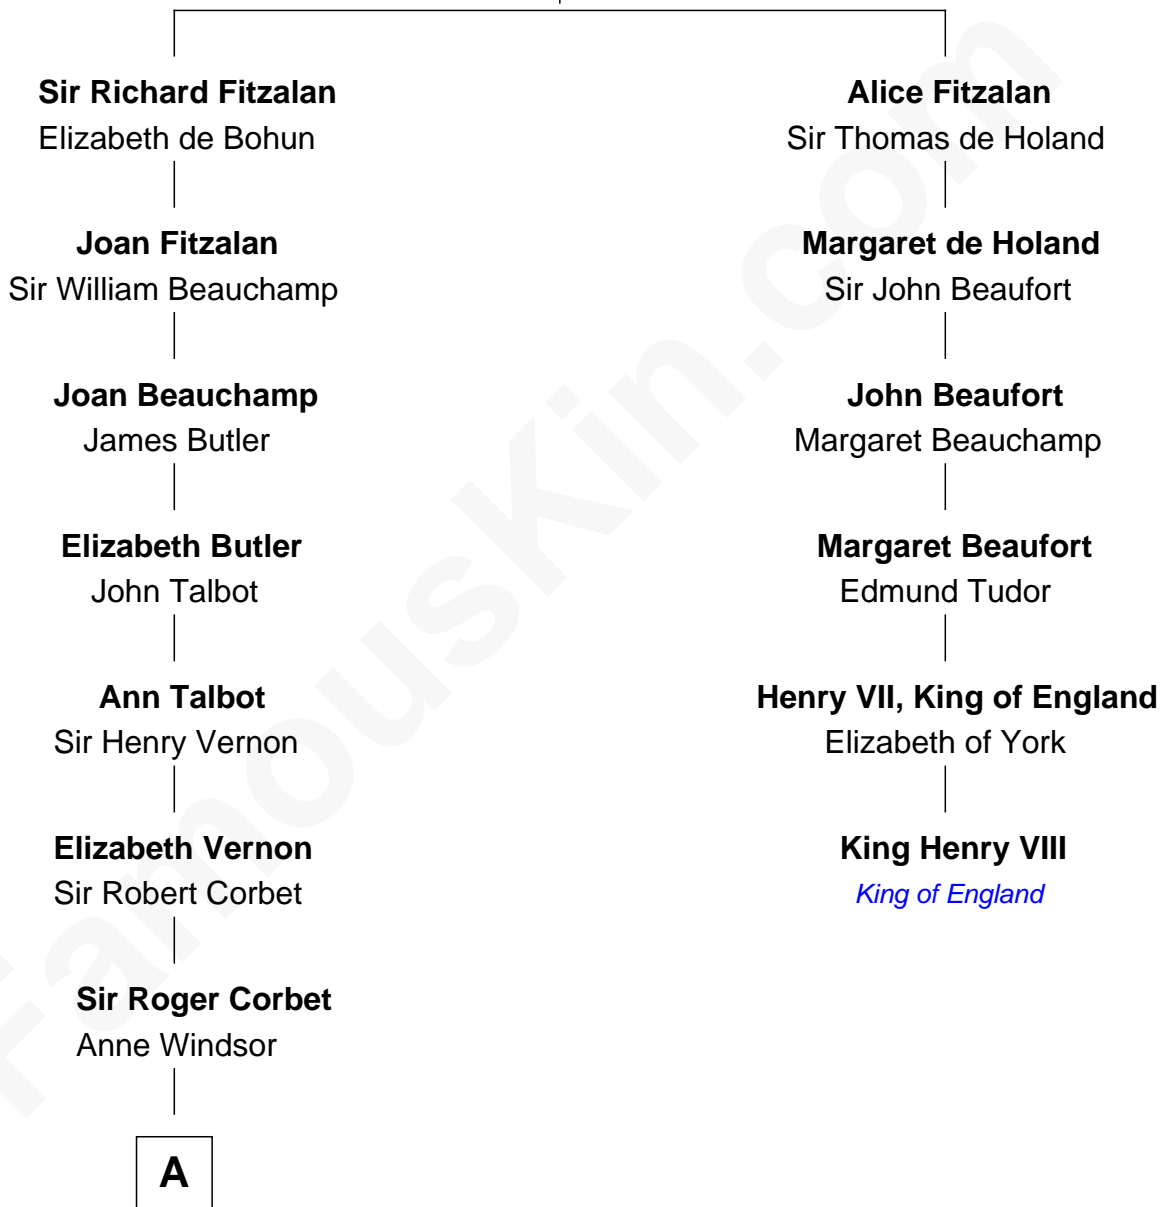 Sir Richard Fitzalan
Elizabeth de Bohun
Joan Fitzalan
Sir William Beauchamp
Joan Beauchamp
James Butler
Elizabeth Butler
John Talbot
Ann Talbot
Sir Henry Vernon
Elizabeth Vernon
Sir Robert Corbet
Sir Roger Corbet
Anne Windsor
A
Alice Fitzalan
Sir Thomas de Holand
Margaret de Holand
Sir John Beaufort
John Beaufort
Margaret Beauchamp
Margaret Beaufort
Edmund Tudor
Henry VII, King of England
Elizabeth of York
King Henry VIII
King of England
FamousKin.com